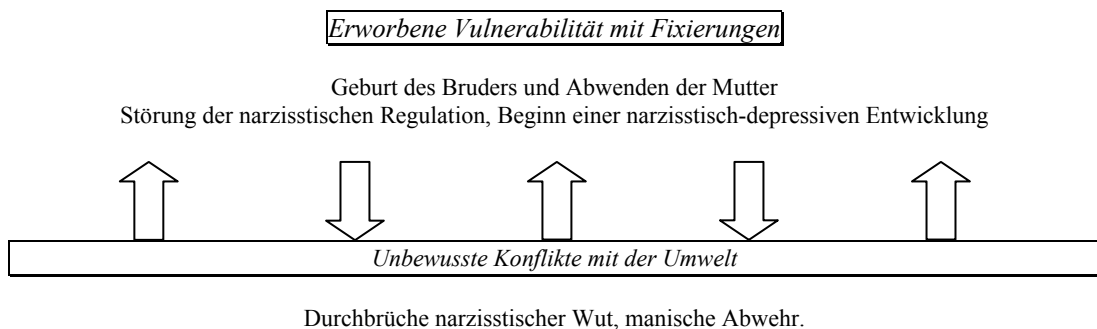 Erworbene Vulnerabilität mit Fixierungen
Geburt des Bruders und Abwenden der Mutter
Störung der narzisstischen Regulation, Beginn einer narzisstisch-depressiven Entwicklung
Unbewusste Konflikte mit der Umwelt
Durchbrüche narzisstischer Wut, manische Abwehr.